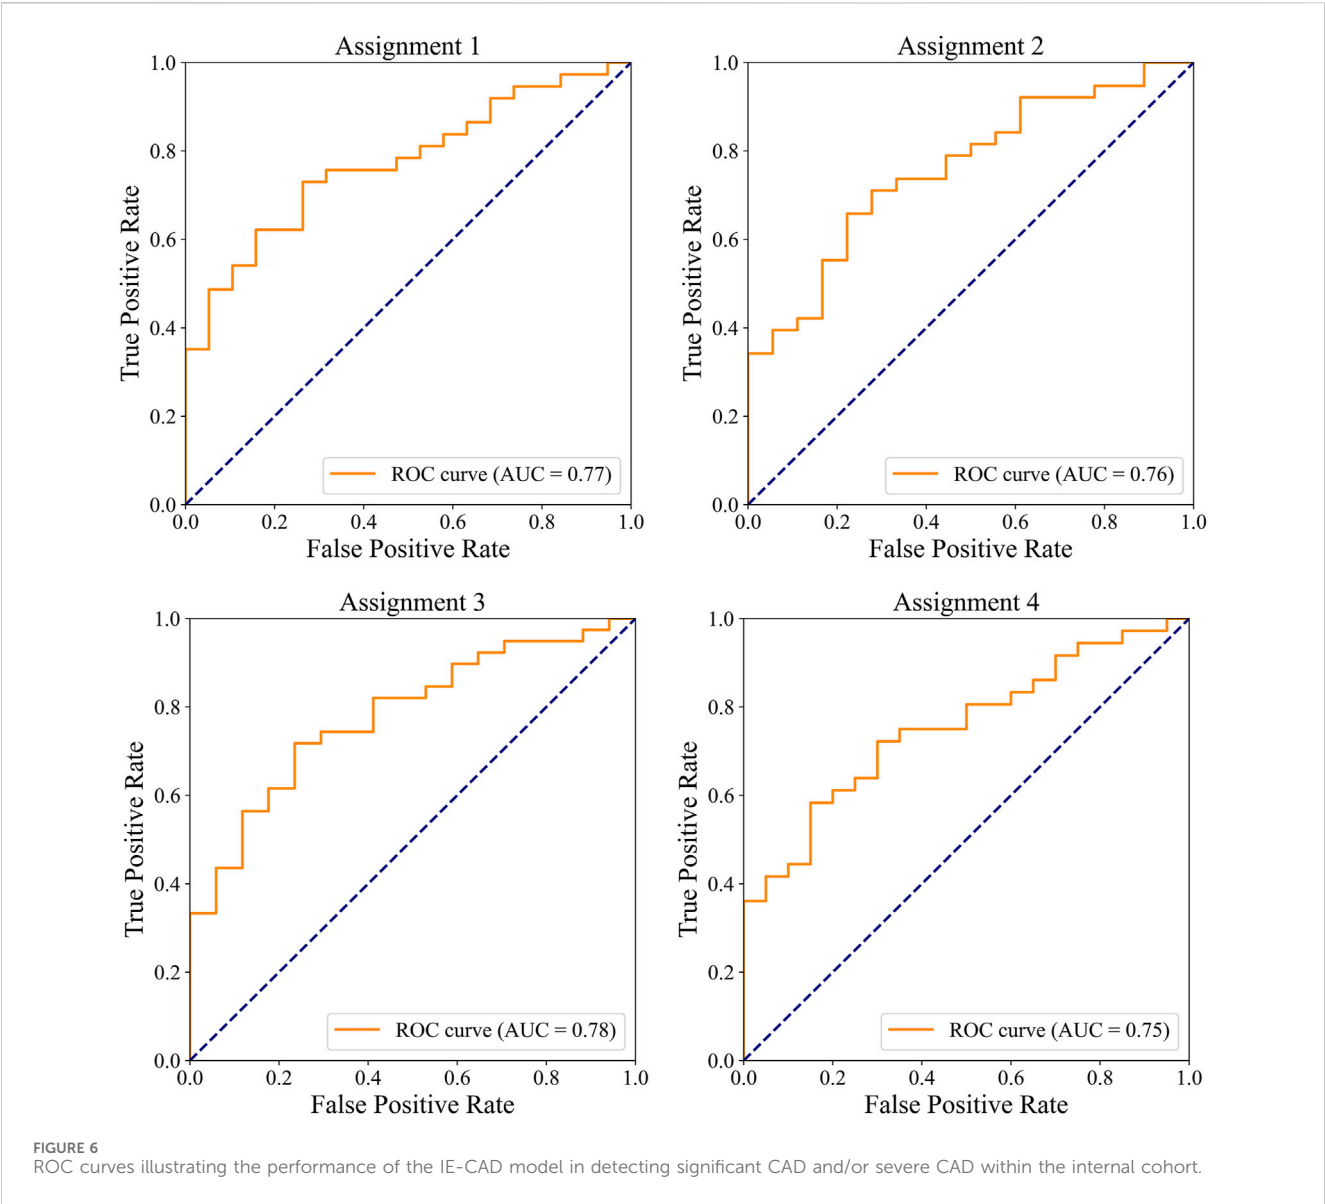 Assignment 1
1.0
0.8
0.6
0.4
0.2
0.0
True Positive Rate
ROC curve (AUC = 0.77)
0.0 0.2 0.4 0.6 0.8 1.0
False Positive Rate
Assignment 2
1.0
0.8
0.6
0.4
0.2
0.0
True Positive Rate
ROC curve (AUC = 0.76)
0.0 0.2 0.4 0.6 0.8 1.0
False Positive Rate
Assignment 3
1.0
0.8
0.6
0.4
0.2
0.0
True Positive Rate
ROC curve (AUC = 0.78)
0.0 0.2 0.4 0.6 0.8 1.0
False Positive Rate
Assignment 4
1.0
0.8
0.6
0.4
0.2
0.0
True Positive Rate
ROC curve (AUC = 0.75)
0.0 0.2 0.4 0.6 0.8 1.0
False Positive Rate
FIGURE 6
ROC curves illustrating the performance of the IE-CAD model in detecting significant CAD and/or severe CAD within the internal cohort.